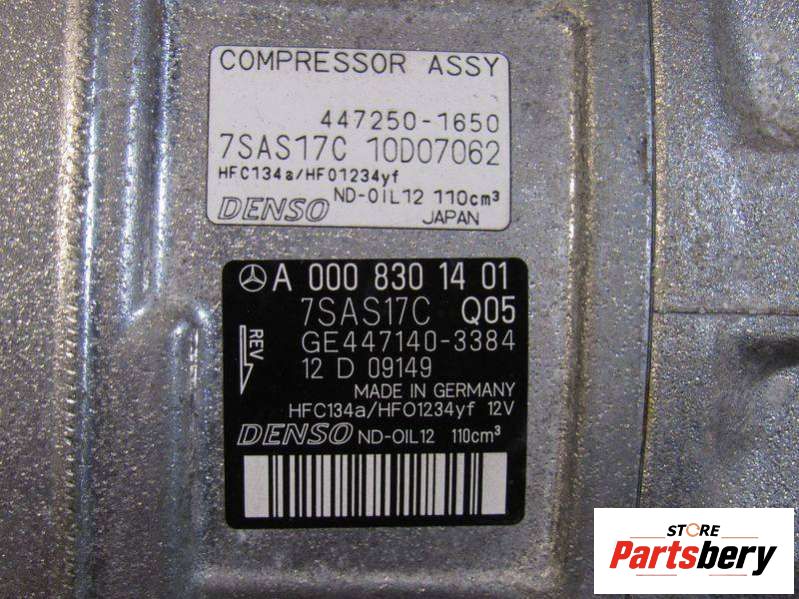 COMPRESSOR ASSY
447250-1650
7SAS17C 10D07062
HFC134a/HFO1234yf
ND-OIL12 110cm³
DENSO
JAPAN
A 000 830 14 01
7SAS17C Q05
REV
GE447140-3384
12 D 09149
MADE IN GERMANY
HFC134a/HFO1234yf 12V
DENSO ND-OIL12 110cm³
STORE
Partsbery